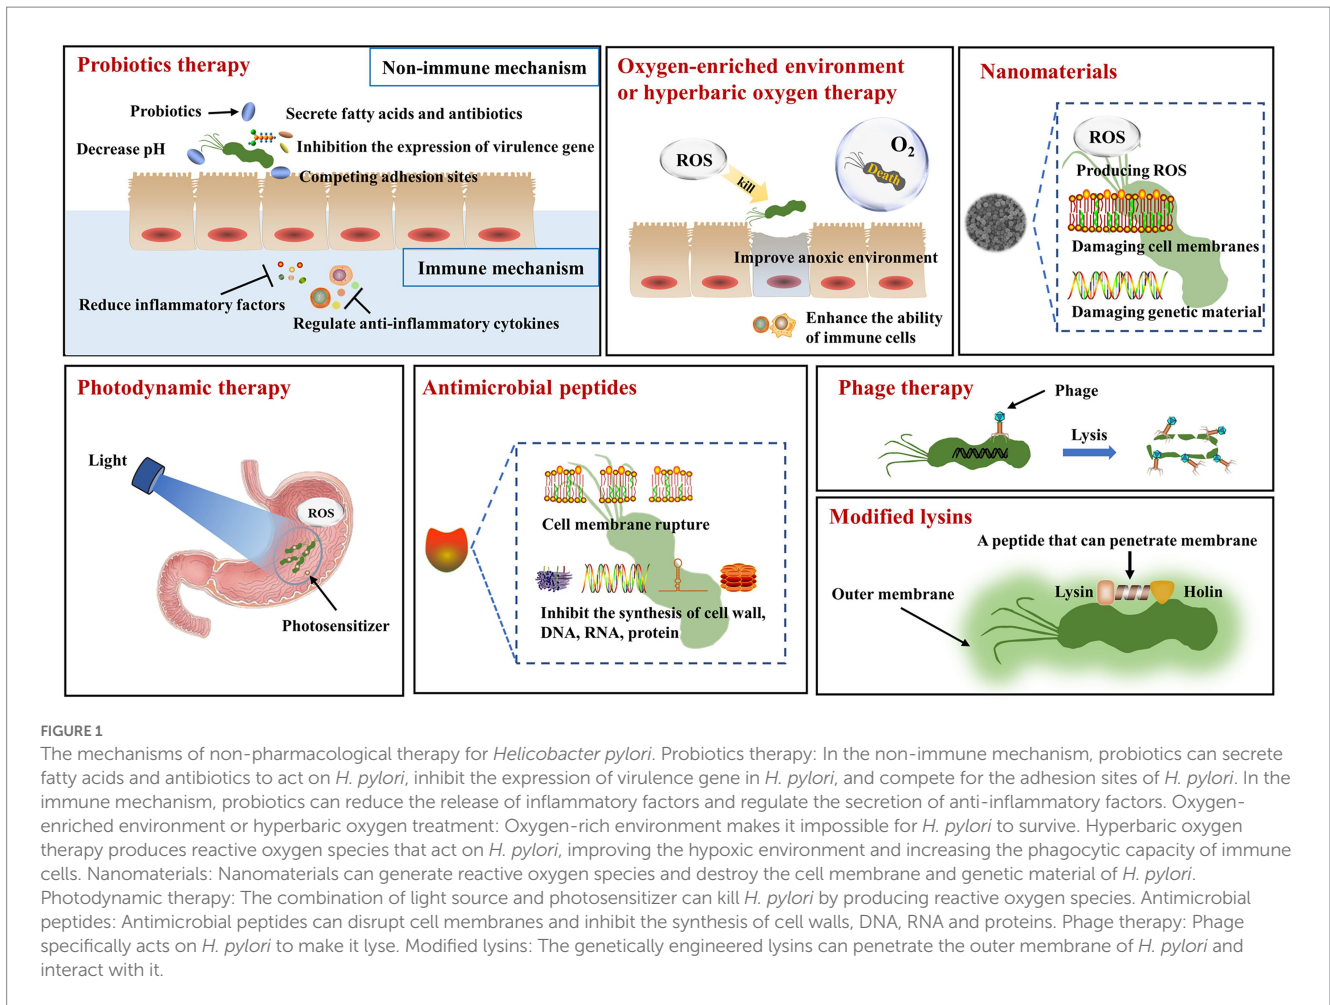 Probiotics therapy
Non-immune mechanism
Probiotics
Secrete fatty acids and antibiotics
Decrease pH
Inhibition the expression of virulence gene
Competing adhesion sites
Immune mechanism
Reduce inflammatory factors
Regulate anti-inflammatory cytokines
Oxygen-enriched environment
or hyperbaric oxygen therapy
ROS
kill
O2
Death
Improve anoxic environment
Enhance the ability
of immune cells
Nanomaterials
ROS
Producing ROS
Damaging cell membranes
Damaging genetic material
Photodynamic therapy
Light
ROS
Photosensitizer
Antimicrobial peptides
Cell membrane rupture
Inhibit the synthesis of cell wall,
DNA, RNA, protein
Phage therapy
Phage
Lysis
Modified lysins
A peptide that can penetrate membrane
Outer membrane
Lysin
Holin
FIGURE 1
The mechanisms of non-pharmacological therapy for Helicobacter pylori. Probiotics therapy: In the non-immune mechanism, probiotics can secrete
fatty acids and antibiotics to act on H. pylori, inhibit the expression of virulence gene in H. pylori, and compete for the adhesion sites of H. pylori. In the
immune mechanism, probiotics can reduce the release of inflammatory factors and regulate the secretion of anti-inflammatory factors. Oxygen-
enriched environment or hyperbaric oxygen treatment: Oxygen-rich environment makes it impossible for H. pylori to survive. Hyperbaric oxygen
therapy produces reactive oxygen species that act on H. pylori, improving the hypoxic environment and increasing the phagocytic capacity of immune
cells. Nanomaterials: Nanomaterials can generate reactive oxygen species and destroy the cell membrane and genetic material of H. pylori.
Photodynamic therapy: The combination of light source and photosensitizer can kill H. pylori by producing reactive oxygen species. Antimicrobial
peptides: Antimicrobial peptides can disrupt cell membranes and inhibit the synthesis of cell walls, DNA, RNA and proteins. Phage therapy: Phage
specifically acts on H. pylori to make it lyse. Modified lysins: The genetically engineered lysins can penetrate the outer membrane of H. pylori and
interact with it.